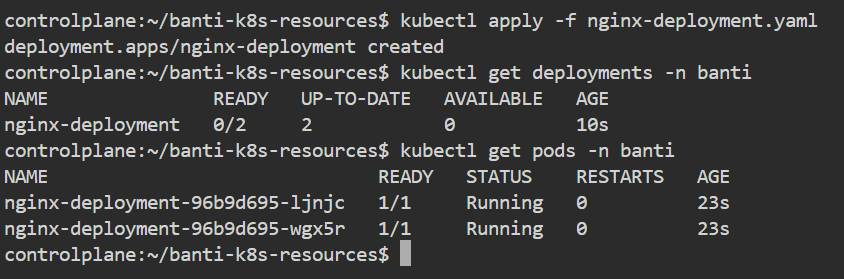 controlplane:~/banti-k8s-resources$ kubectl apply -f nginx-deployment.yaml
deployment.apps/nginx-deployment created
controlplane:~/banti-k8s-resources$ kubectl get deployments -n banti
NAME               READY   UP-TO-DATE   AVAILABLE   AGE
nginx-deployment   0/2     2            0           10s
controlplane:~/banti-k8s-resources$ kubectl get pods -n banti
NAME                               READY   STATUS    RESTARTS   AGE
nginx-deployment-96b9d695-ljnjc   1/1     Running   0          23s
nginx-deployment-96b9d695-wgx5r   1/1     Running   0          23s
controlplane:~/banti-k8s-resources$